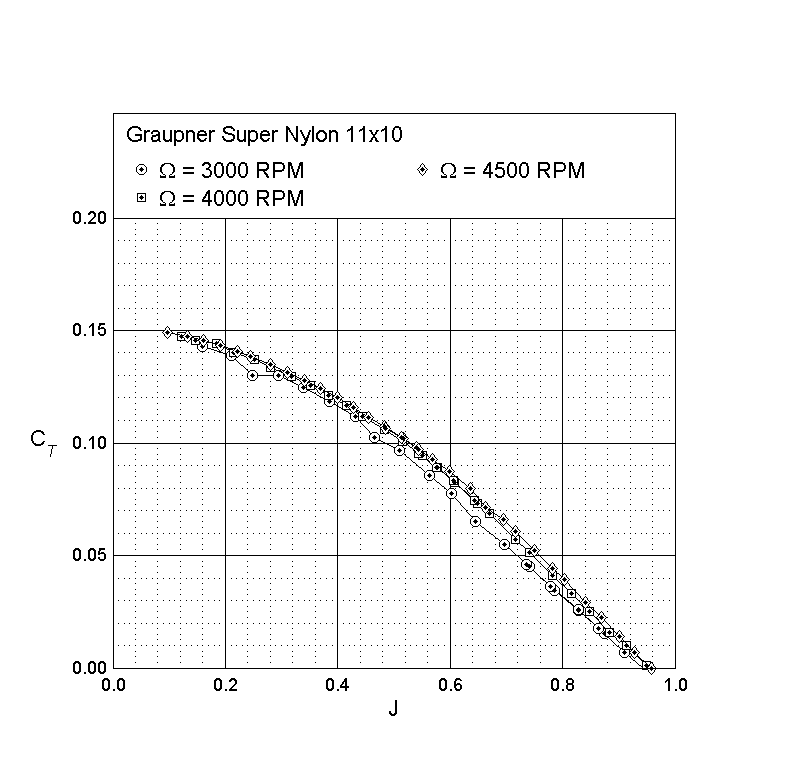 Graupner Super Nylon 11x10
Ω = 3000 RPM
Ω = 4500 RPM
Ω = 4000 RPM
0.20
0.15
0.10
C_T
0.05
0.00
0.0 0.2 0.4 0.6 0.8 1.0
J